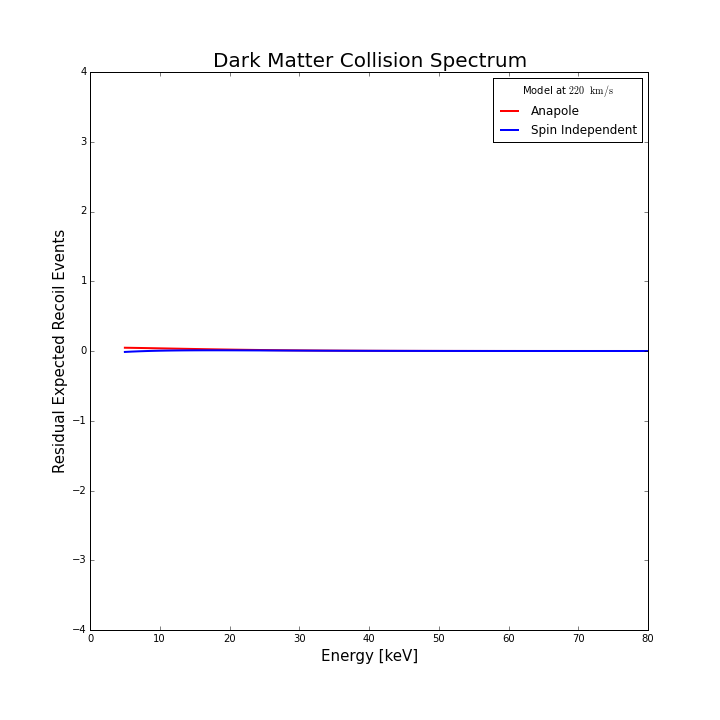 Dark Matter Collision Spectrum
Model at 220 km/s
Anapole
Spin Independent
Residual Expected Recoil Events
4
3
2
1
0
−1
−2
−3
−4
0 10 20 30 40 50 60 70 80
Energy [keV]